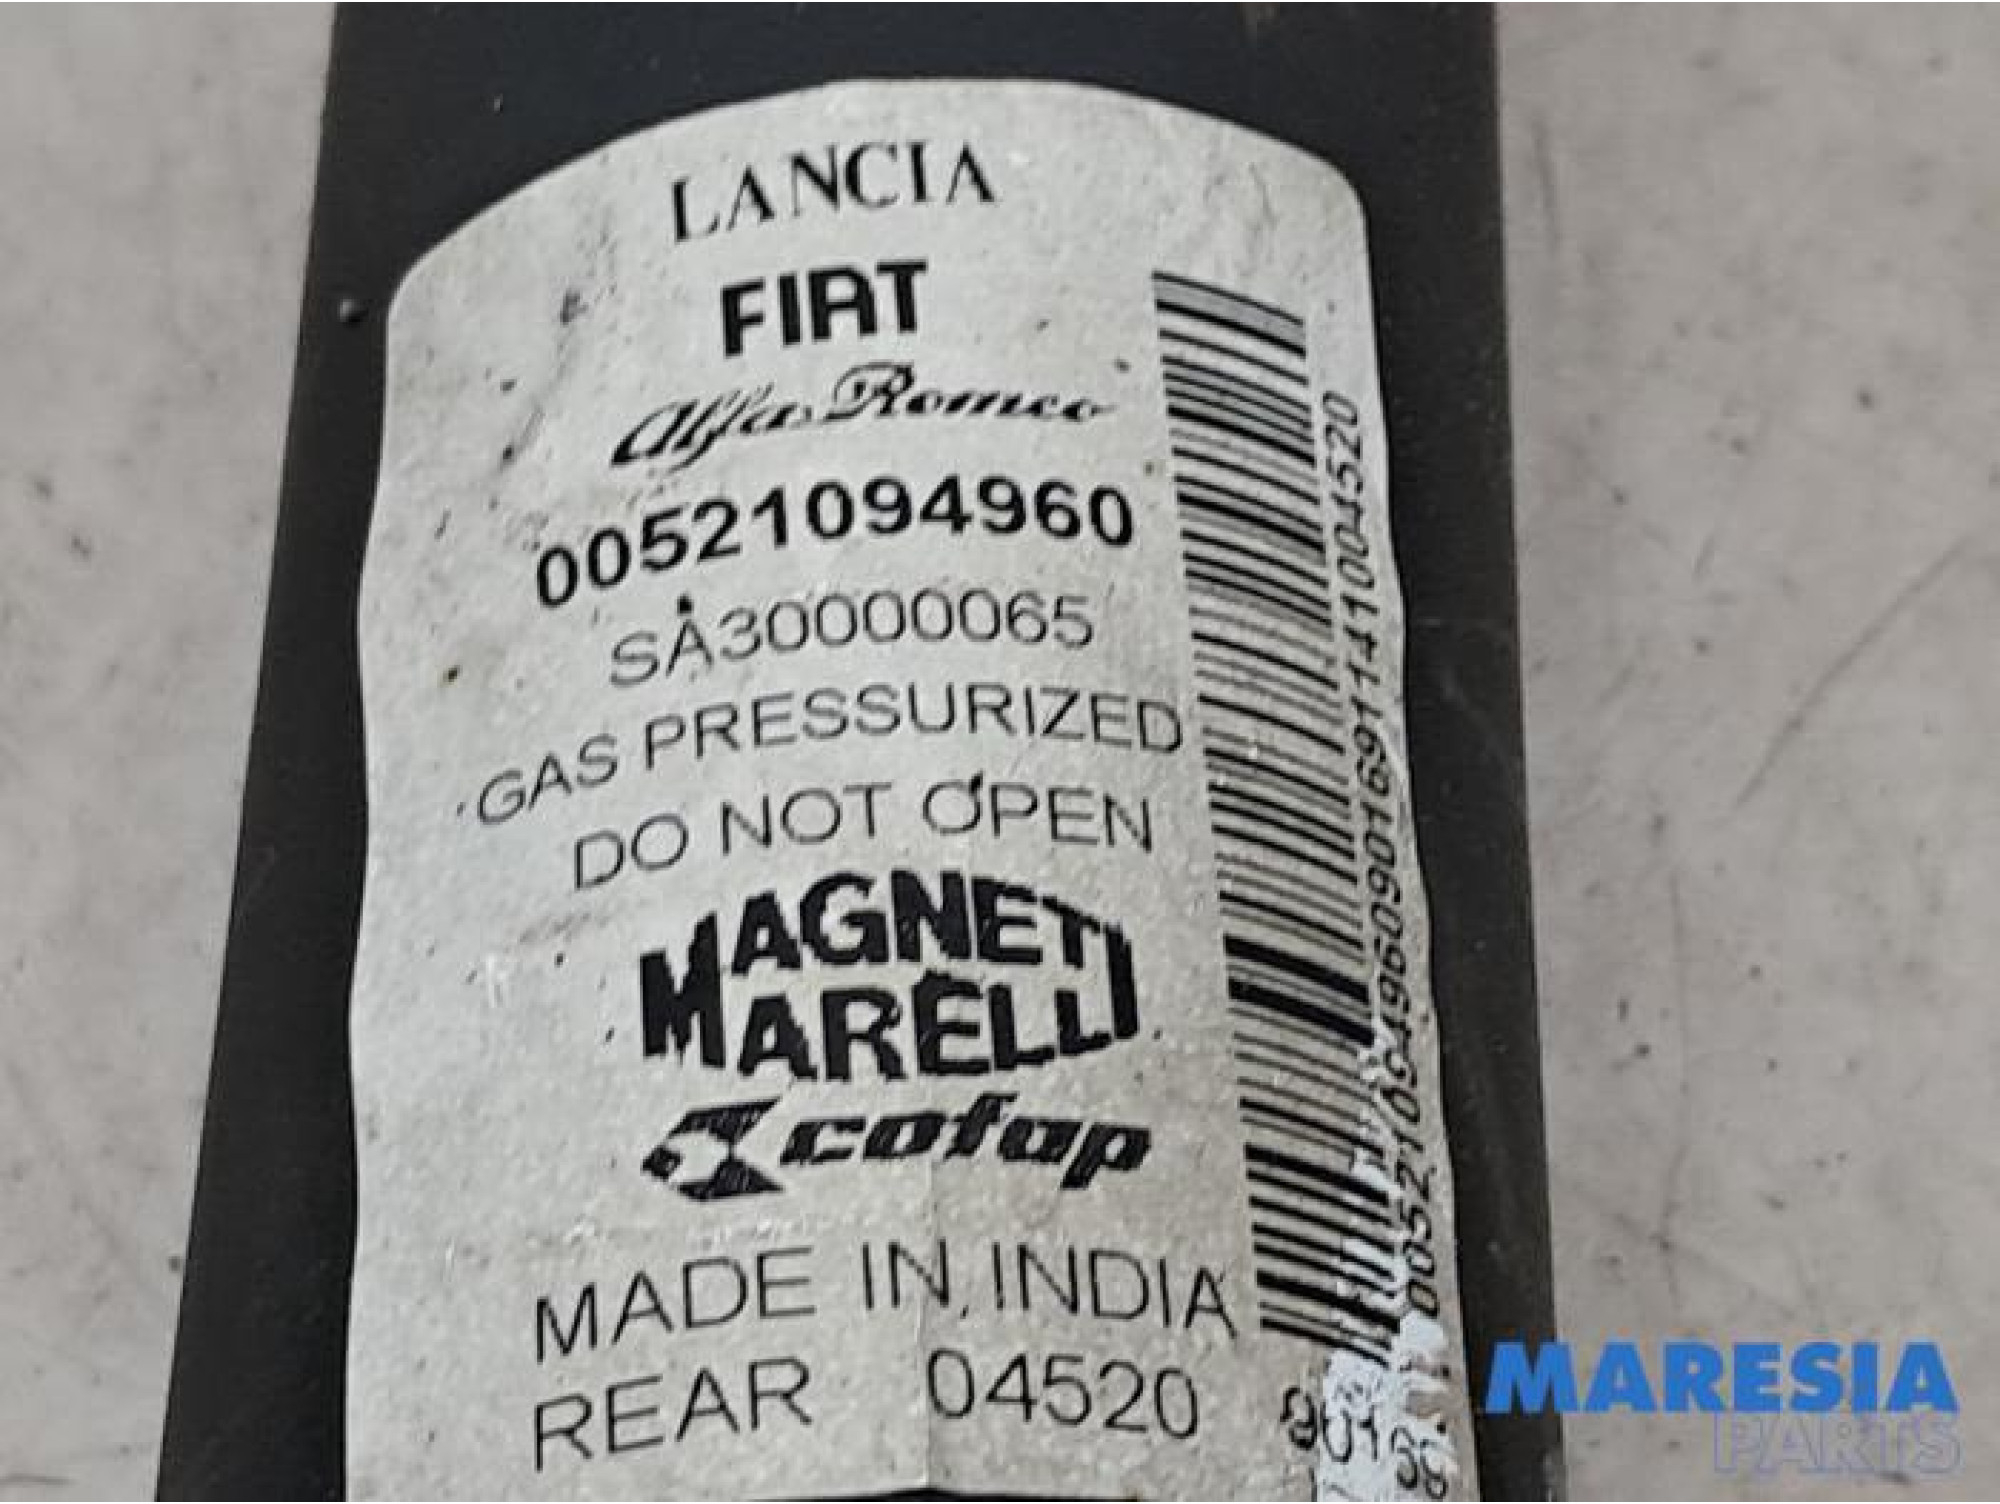 LANCIA
FIAT
Alfa Romeo
00521094960
SA30000065
GAS PRESSURIZED
DO NOT OPEN
MAGNETI
MARELLI
cofap
MADE IN INDIA
REAR 04520
005210949609016911141004520
MARESIA
PARTS